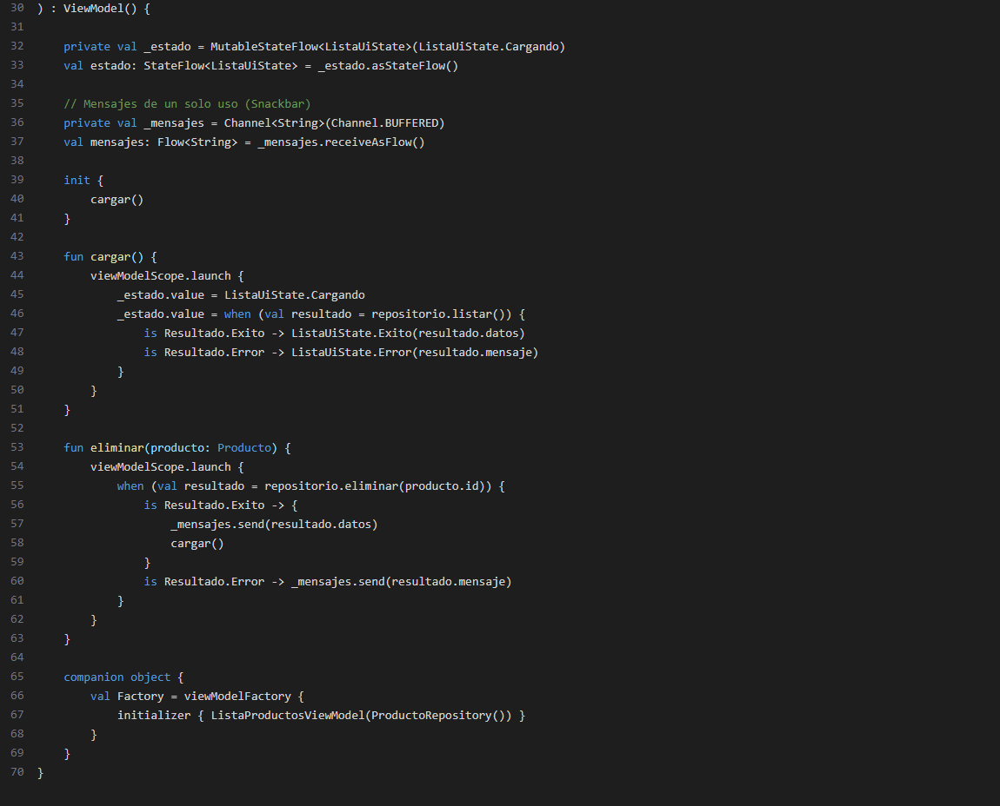 30 ) : ViewModel() {
31
32     private val _estado = MutableStateFlow<ListaUiState>(ListaUiState.Cargando)
33     val estado: StateFlow<ListaUiState> = _estado.asStateFlow()
34
35     // Mensajes de un solo uso (Snackbar)
36     private val _mensajes = Channel<String>(Channel.BUFFERED)
37     val mensajes: Flow<String> = _mensajes.receiveAsFlow()
38
39     init {
40         cargar()
41     }
42
43     fun cargar() {
44         viewModelScope.launch {
45             _estado.value = ListaUiState.Cargando
46             _estado.value = when (val resultado = repositorio.listar()) {
47                 is Resultado.Exito -> ListaUiState.Exito(resultado.datos)
48                 is Resultado.Error -> ListaUiState.Error(resultado.mensaje)
49             }
50         }
51     }
52
53     fun eliminar(producto: Producto) {
54         viewModelScope.launch {
55             when (val resultado = repositorio.eliminar(producto.id)) {
56                 is Resultado.Exito -> {
57                     _mensajes.send(resultado.datos)
58                     cargar()
59                 }
60                 is Resultado.Error -> _mensajes.send(resultado.mensaje)
61             }
62         }
63     }
64
65     companion object {
66         val Factory = viewModelFactory {
67             initializer { ListaProductosViewModel(ProductoRepository()) }
68         }
69     }
70 }